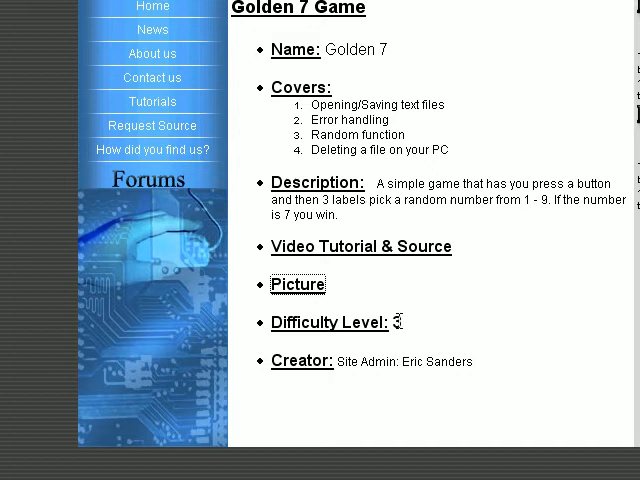 Golden 7 Game
Home
News
About us
Contact us
Tutorials
Request Source
How did you find us?
Forums
Name: Golden 7
Covers:
1. Opening/Saving text files
2. Error handling
3. Random function
4. Deleting a file on your PC
Description: A simple game that has you press a button
and then 3 labels pick a random number from 1 - 9. If the number
is 7 you win.
Video Tutorial & Source
Picture
Difficulty Level: 3
Creator: Site Admin: Eric Sanders